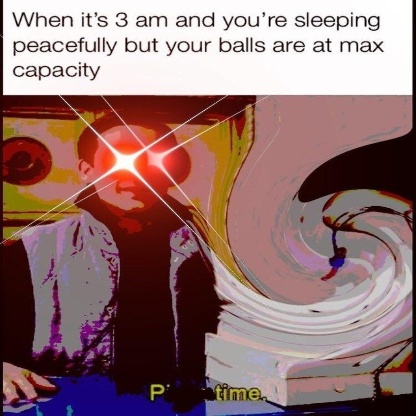 When it's 3 am and you're sleeping
peacefully but your balls are at max
capacity
time.